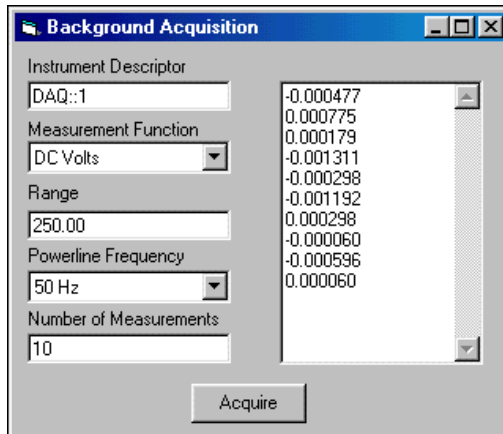 Background Acquisition
Instrument Descriptor
DAQ::1
Measurement Function
DC Volts
Range
250.00
Powerline Frequency
50 Hz
Number of Measurements
10
-0.000477
0.000775
0.000179
-0.001311
-0.000298
-0.001192
0.000298
-0.000060
-0.000596
0.000060
Acquire